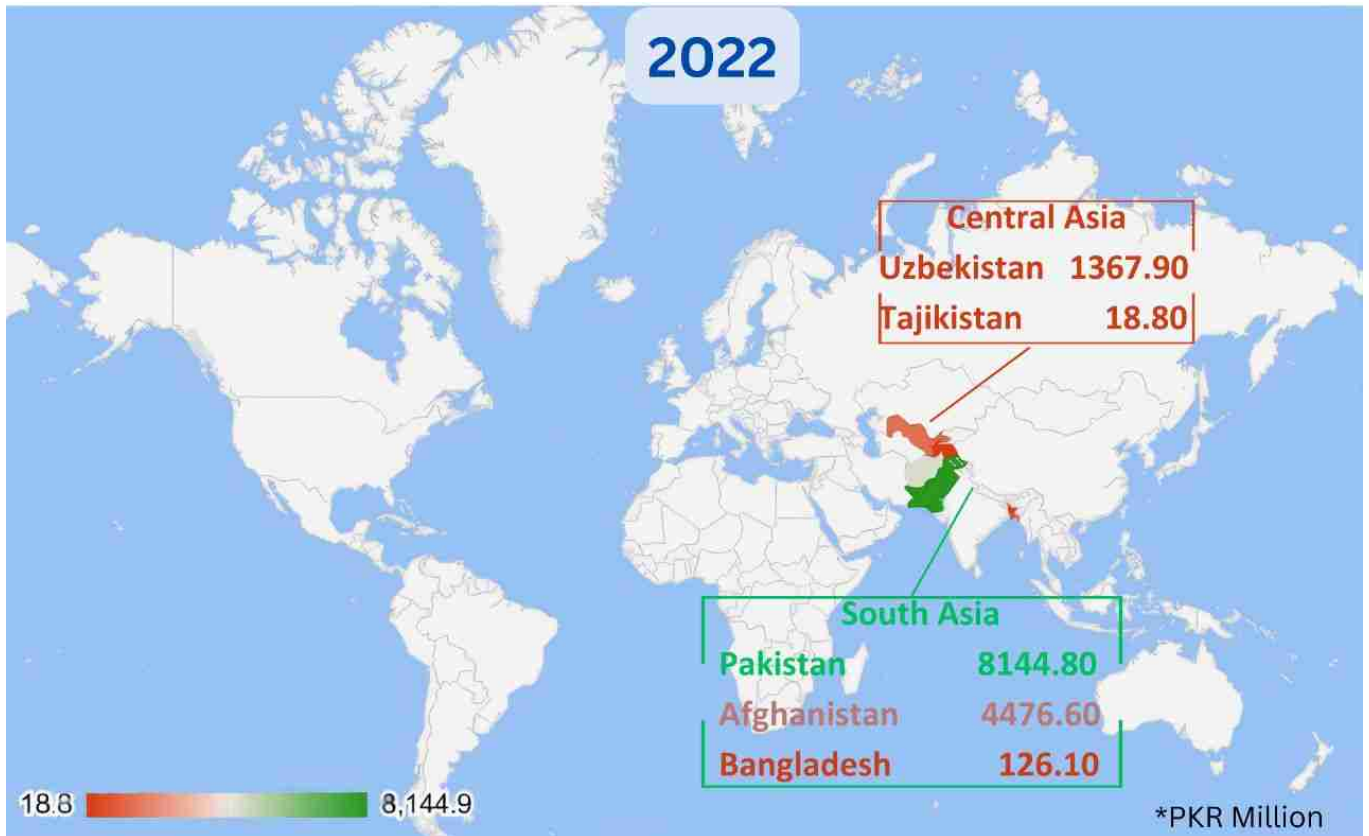 2022
Central Asia
Uzbekistan 1367.90
Tajikistan 18.80
South Asia
Pakistan 8144.80
Afghanistan 4476.60
Bangladesh 126.10
18.8 8,144.9
*PKR Million